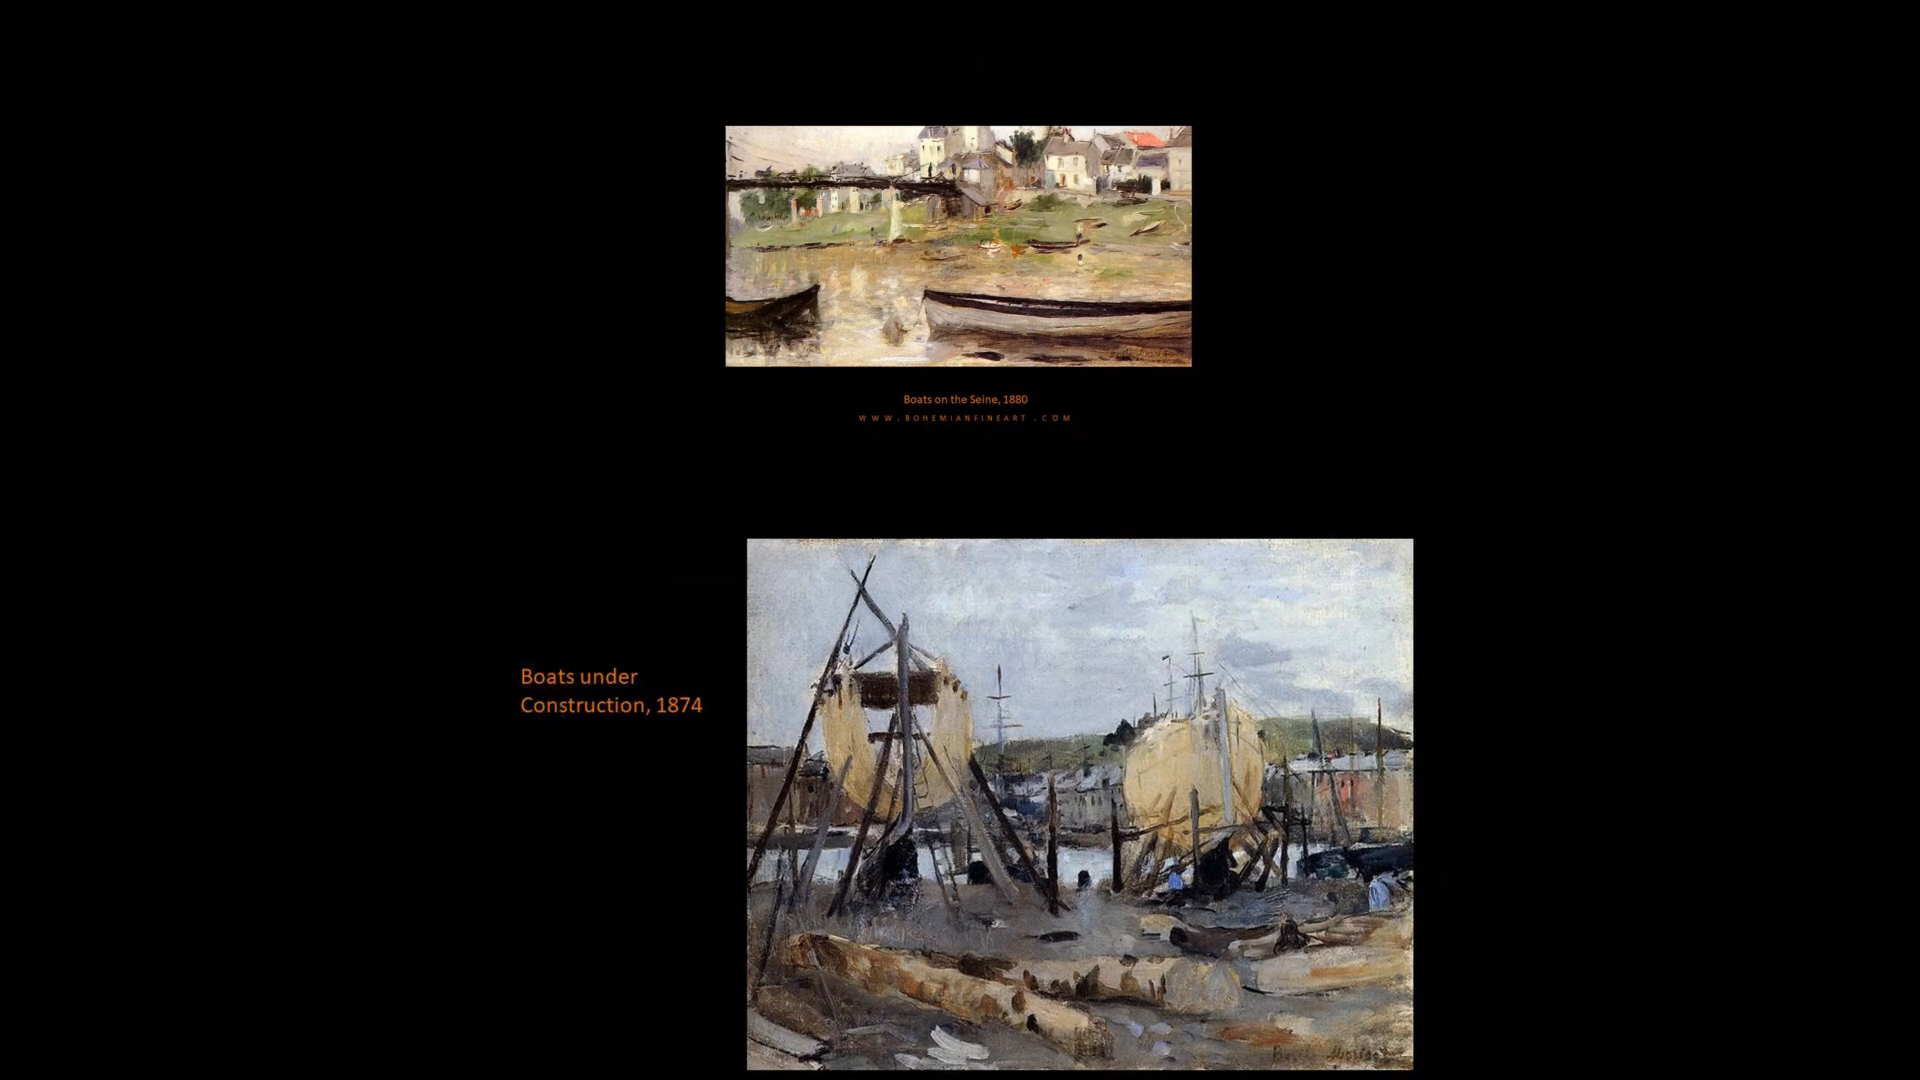 Boats on the Seine, 1880
WWW.BOHEMIANFINEART.COM
Boats under
Construction, 1874